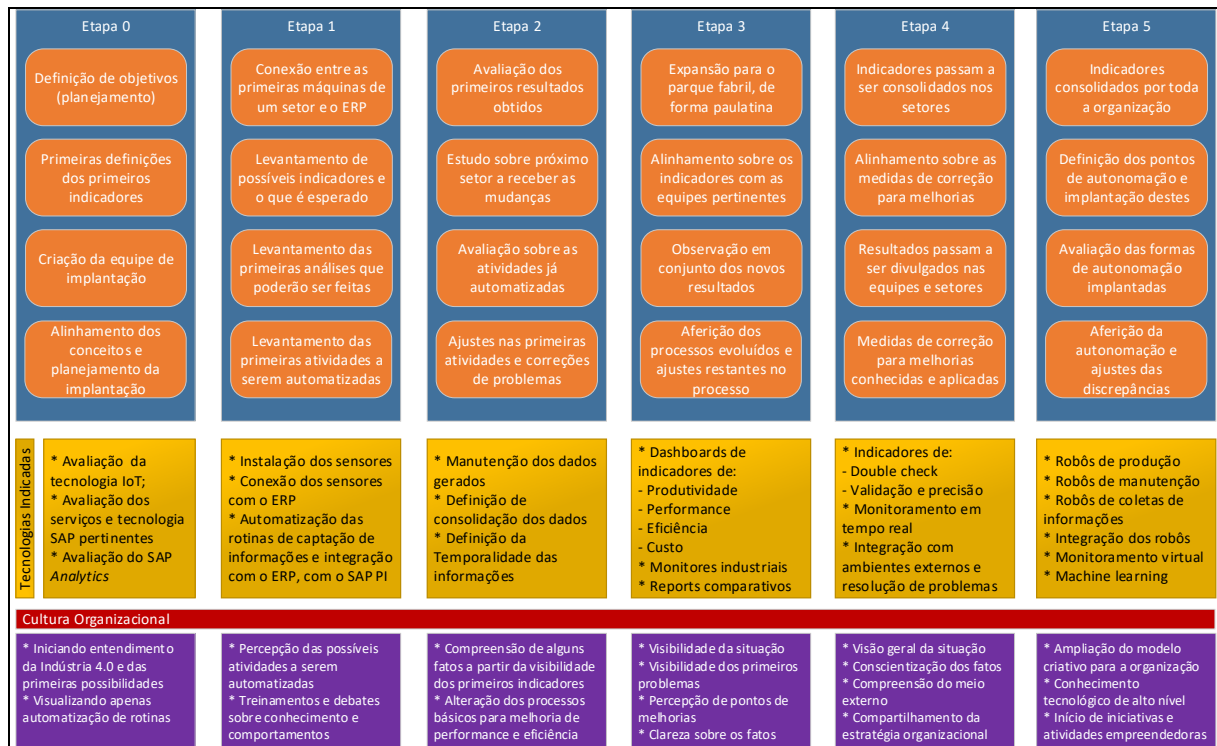 Etapa 0
Definição de objetivos
(planejamento)
Primeiras definições
dos primeiros
indicadores
Criação da equipe de
implantação
Alinhamento dos
conceitos e
planejamento da
implantação
Etapa 1
Conexão entre as
primeiras máquinas de
um setor e o ERP
Levantamento de
possíveis indicadores e
o que é esperado
Levantamento das
primeiras análises que
poderão ser feitas
Levantamento das
primeiras atividades a
serem automatizadas
Etapa 2
Avaliação dos
primeiros resultados
obtidos
Estudo sobre próximo
setor a receber as
mudanças
Avaliação sobre as
atividades já
automatizadas
Ajustes nas primeiras
atividades e correções
de problemas
Etapa 3
Expansão para o
parque fabril, de
forma paulatina
Alinhamento sobre os
indicadores com as
equipes pertinentes
Observação em
conjunto dos novos
resultados
Aferição dos
processos evoluídos e
ajustes restantes no
processo
Etapa 4
Indicadores passam a
ser consolidados nos
setores
Alinhamento sobre as
medidas de correção
para melhorias
Resultados passam a
ser divulgados nas
equipes e setores
Medidas de correção
para melhorias
conhecidas e aplicadas
Etapa 5
Indicadores
consolidados por toda
a organização
Definição dos pontos
de autonomação e
implantação destes
Avaliação das formas
de autonomação
implantadas
Aferição da
autonomação e
ajustes das
discrepâncias
Tecnologias Indicadas
* Avaliação da
tecnologia IoT;
* Avaliação dos
serviços e tecnologia
SAP pertinentes
* Avaliação do SAP
Analytics
* Instalação dos sensores
* Conexão dos sensores
com o ERP
* Automatização das
rotinas de captação de
informações e integração
com o ERP, com o SAP PI
* Manutenção dos dados
gerados
* Definição de
consolidação dos dados
* Definição da
Temporalidade das
informações
* Dashboards de
indicadores de:
- Produtividade
- Performance
- Eficiência
- Custo
* Monitores industriais
* Reports comparativos
* Indicadores de:
- Double check
- Validação e precisão
* Monitoramento em
tempo real
* Integração com
ambientes externos e
resolução de problemas
* Robôs de produção
* Robôs de manutenção
* Robôs de coletas de
informações
* Integração dos robôs
* Monitoramento virtual
* Machine learning
Cultura Organizacional
* Iniciando entendimento
da Indústria 4.0 e das
primeiras possibilidades
* Visualizando apenas
automatização de rotinas
* Percepção das possíveis
atividades a serem
automatizadas
* Treinamentos e debates
sobre conhecimento e
comportamentos
* Compreensão de alguns
fatos a partir da visibilidade
dos primeiros indicadores
* Alteração dos processos
básicos para melhoria de
performance e eficiência
* Visibilidade da situação
* Visibilidade dos primeiros
problemas
* Percepção de pontos de
melhorias
* Clareza sobre os fatos
* Visão geral da situação
* Conscientização dos fatos
* Compreensão do meio
externo
* Compartilhamento da
estratégia organizacional
* Ampliação do modelo
criativo para a organização
* Conhecimento
tecnológico de alto nível
* Início de iniciativas e
atividades empreendedoras